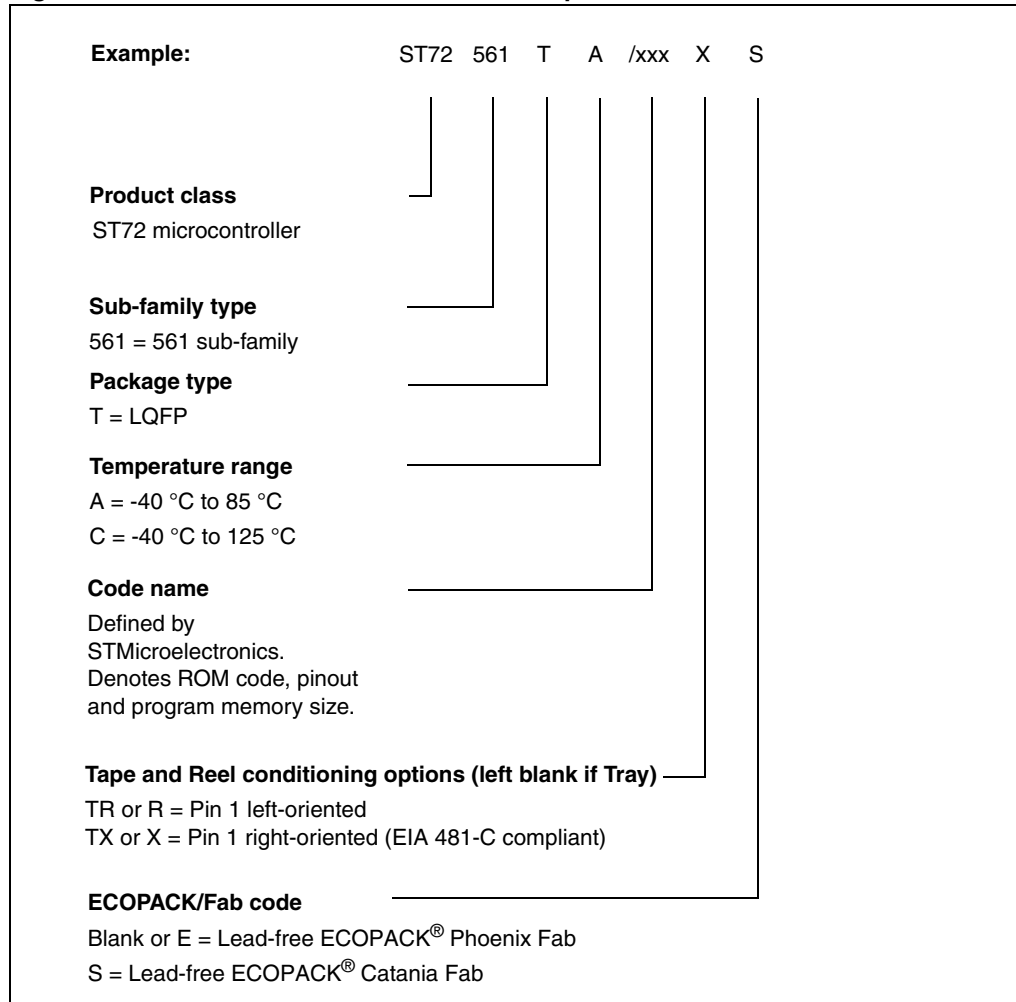 Example: ST72 561 T A /xxx X S
Product class
ST72 microcontroller
Sub-family type
561 = 561 sub-family
Package type
T = LQFP
Temperature range
A = -40 °C to 85 °C
C = -40 °C to 125 °C
Code name
Defined by
STMicroelectronics.
Denotes ROM code, pinout
and program memory size.
Tape and Reel conditioning options (left blank if Tray)
TR or R = Pin 1 left-oriented
TX or X = Pin 1 right-oriented (EIA 481-C compliant)
ECOPACK/Fab code
Blank or E = Lead-free ECOPACK® Phoenix Fab
S = Lead-free ECOPACK® Catania Fab